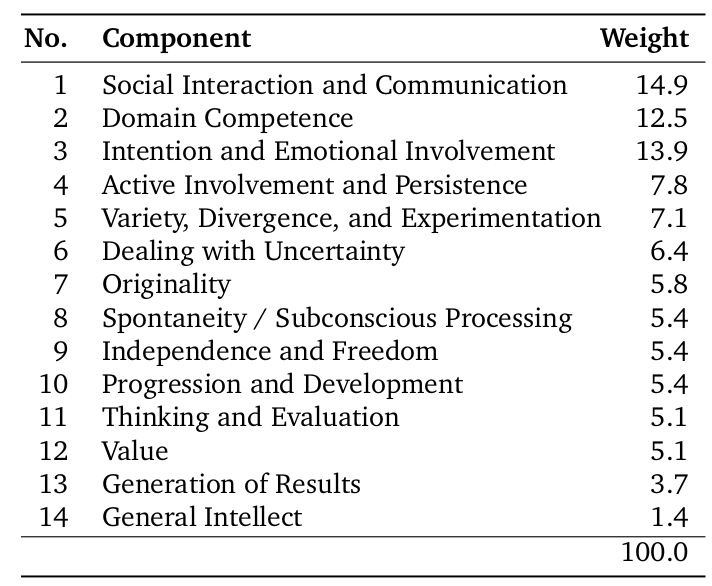 No. Component Weight
1 Social Interaction and Communication 14.9
2 Domain Competence 12.5
3 Intention and Emotional Involvement 13.9
4 Active Involvement and Persistence 7.8
5 Variety, Divergence, and Experimentation 7.1
6 Dealing with Uncertainty 6.4
7 Originality 5.8
8 Spontaneity / Subconscious Processing 5.4
9 Independence and Freedom 5.4
10 Progression and Development 5.4
11 Thinking and Evaluation 5.1
12 Value 5.1
13 Generation of Results 3.7
14 General Intellect 1.4
100.0